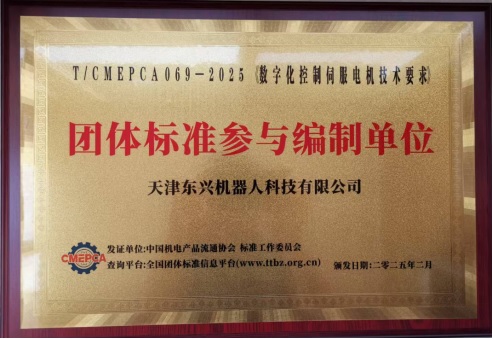 T/CMEPCA069-2025《数字化控制伺服电机技术要求》
团体标准参与编制单位
天津东兴机器人科技有限公司
CMEPCA
发证单位:中国机电产品流通协会 标准工作委员会
查询平台:全国团体标准信息平台(www.ttbz.org.cn)
颁发日期:二〇二五年二月